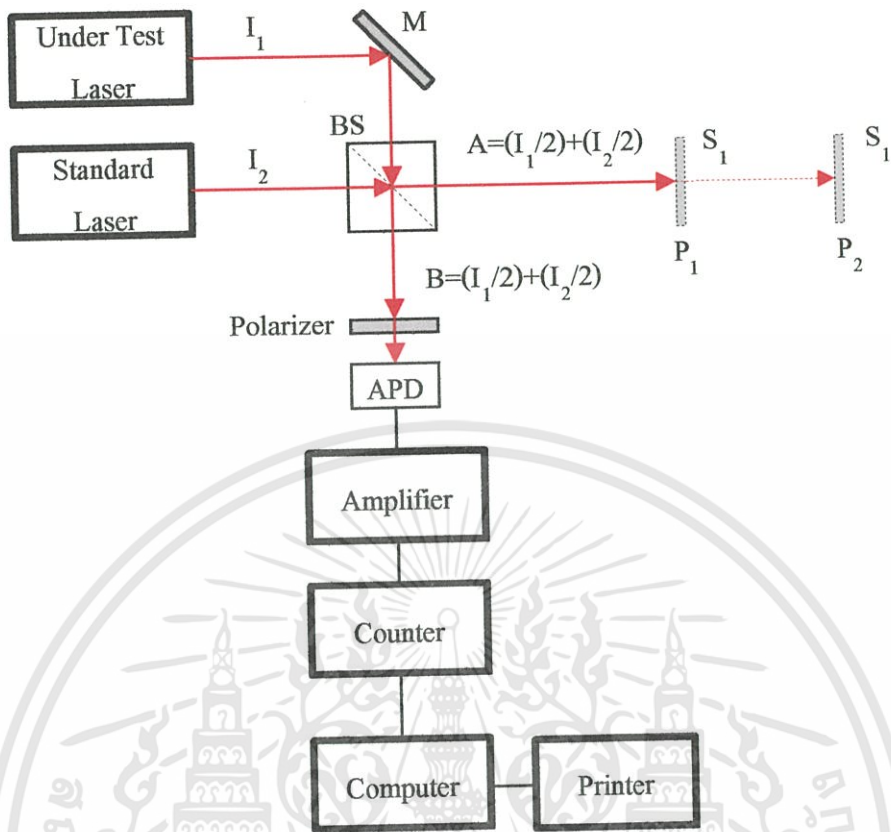 Under Test
Laser
I₁
M
BS
A=(I₁/2)+(I₂/2)
S₁
S₁
Standard
Laser
I₂
P₁
P₂
B=(I₁/2)+(I₂/2)
Polarizer
APD
Amplifier
Counter
Computer
Printer